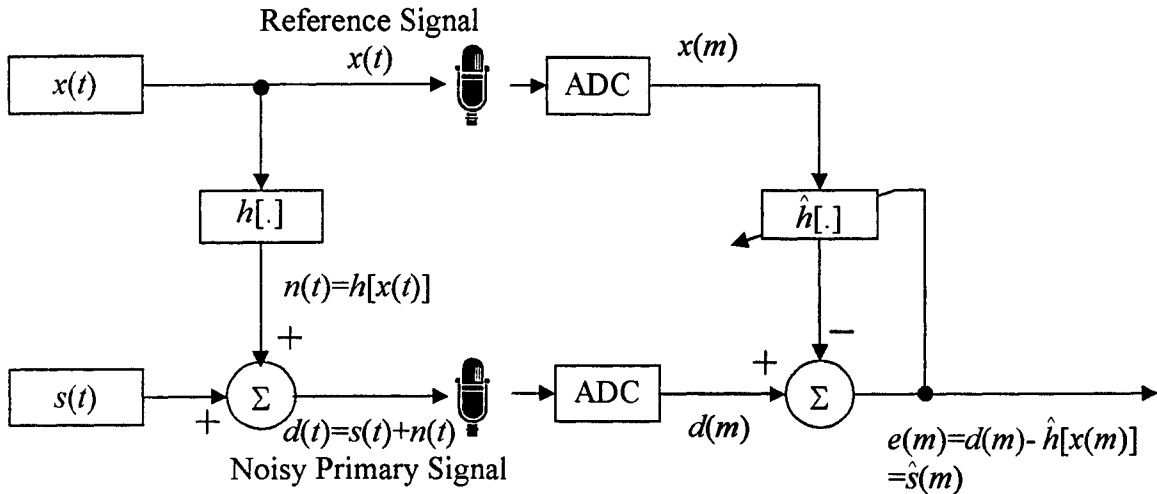 Reference Signal
x(t)
x(t)
ADC
x(m)
h[.]
ĥ[.]
n(t)=h[x(t)]
+
−
s(t)
+
Σ
d(t)=s(t)+n(t)
Noisy Primary Signal
ADC
d(m)
+
Σ
e(m)=d(m)- ĥ[x(m)]
=ŝ(m)